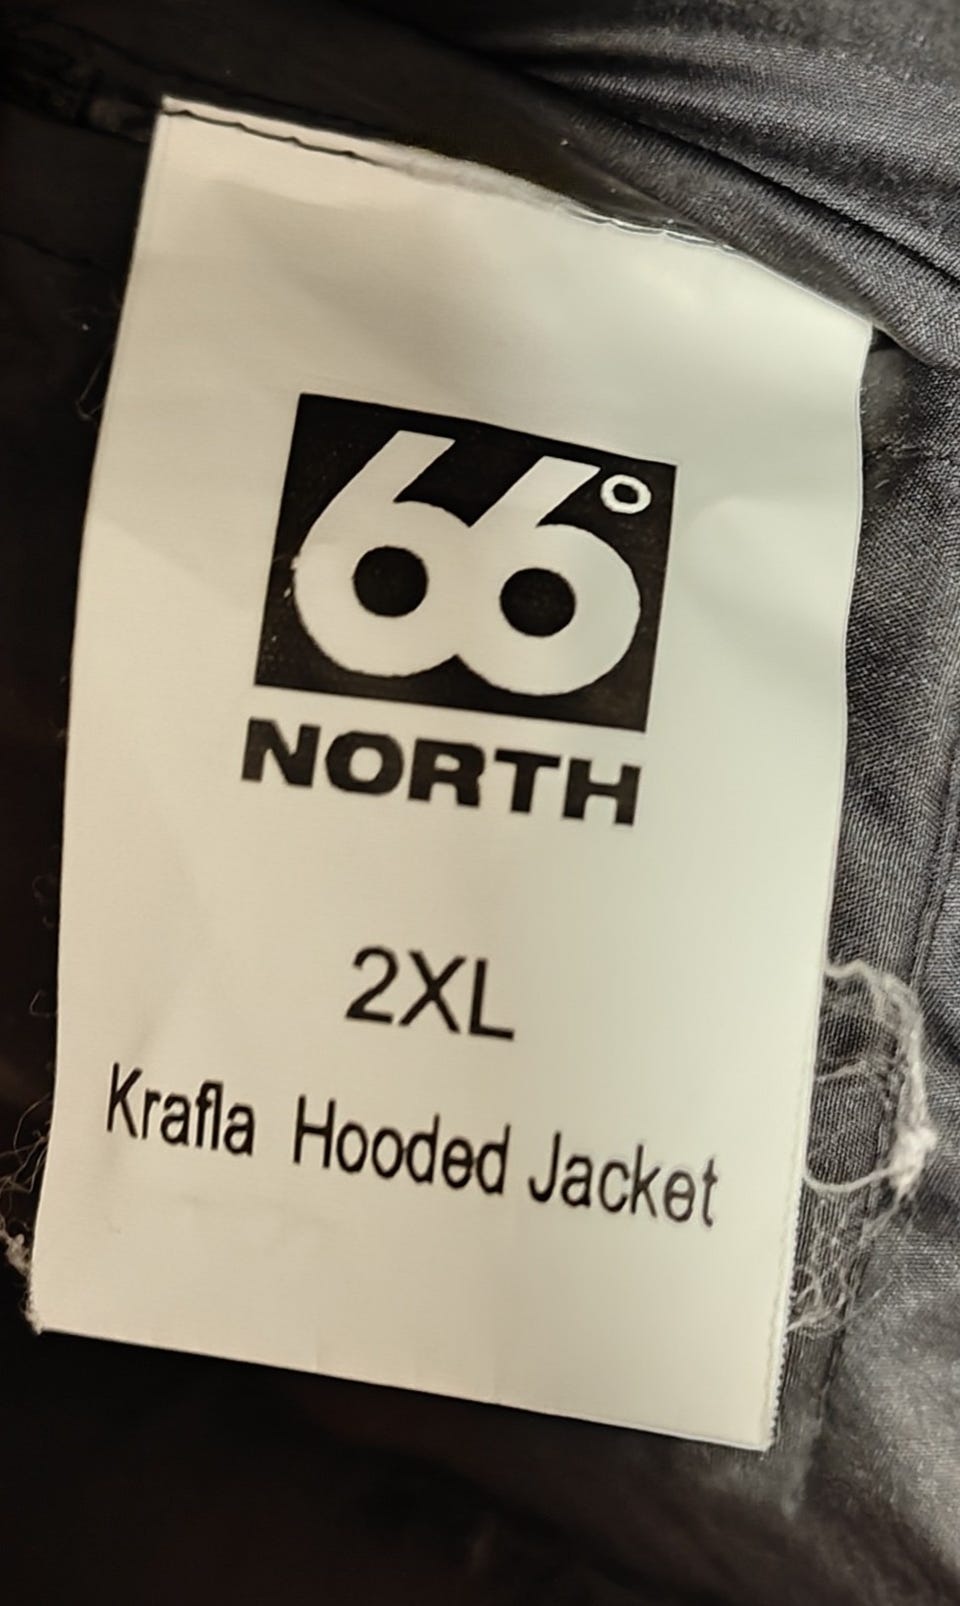 66°
NORTH
2XL
Krafla Hooded Jacket